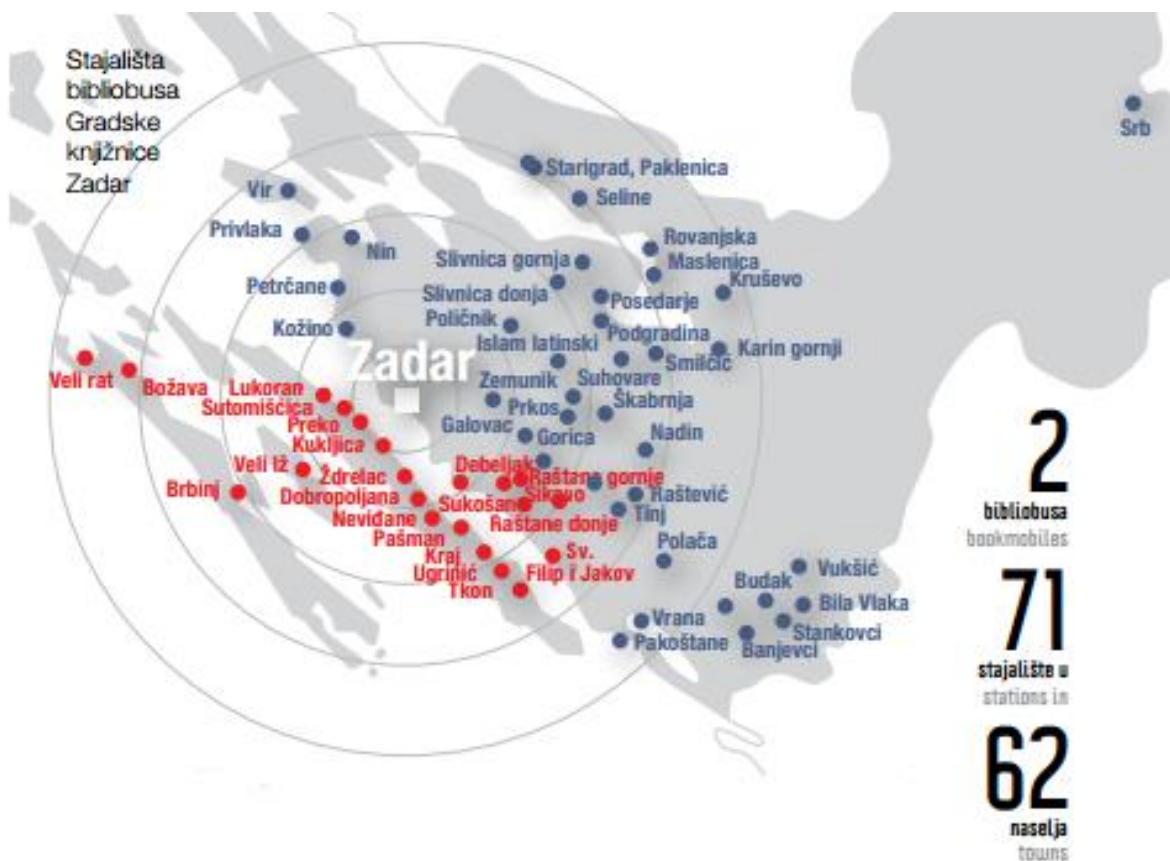 Stajališta
bibliobusa
Gradske
knjižnice
Zadar
Srb
Starigrad, Paklenica
Vir
Seline
Privlaka
Nin
Rovanjska
Slivnica gornja
Maslenica
Kruševo
Petrčane
Slivnica donja
Posedarje
Kožino
Poličnik
Podgradina
Islam latinski
Smilčić
Karin gornji
Zadar
Veli rat
Božava
Lukoran
Zemunik
Suhovare
Sutomišćica
Prkos
Škabrnja
Preko
Galovac
Gorica
Nadin
Kukljica
Veli Iž
Debeljak
Ždrelac
Raštane gornje
Brbinj
Dobropoljana
Sukošan
Sikovo
Raštević
Neviđane
Raštane donje
Tinj
Pašman
Kraj
Sv.
Filip i Jakov
Polača
Ugrinić
Tkon
Vukšić
Budak
Bila Vlaka
Vrana
Stankovci
Pakoštane
Banjevci
2
bibliobusa
bookmobiles
71
stajalište u
stations in
62
naselja
towns